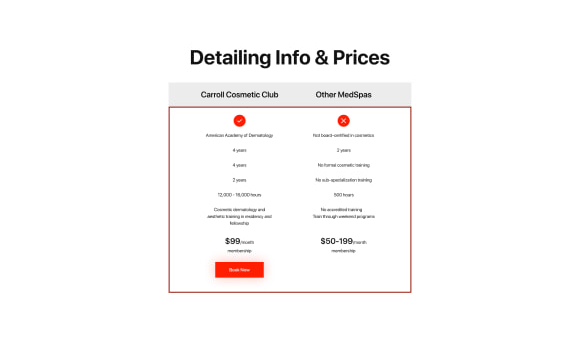 Detailing Info & Prices
Carroll Cosmetic Club
Other MedSpas
American Academy of Dermatology
Not board-certified in cosmetics
4 years
2 years
4 years
No formal cosmetic training
2 years
No sub-specialization training
12,000 - 16,000 hours
500 hours
Cosmetic dermatology and
aesthetic training in residency and
fellowship
No accredited training
Train through weekend programs
$99/month
membership
$50-199/month
membership
Book Now